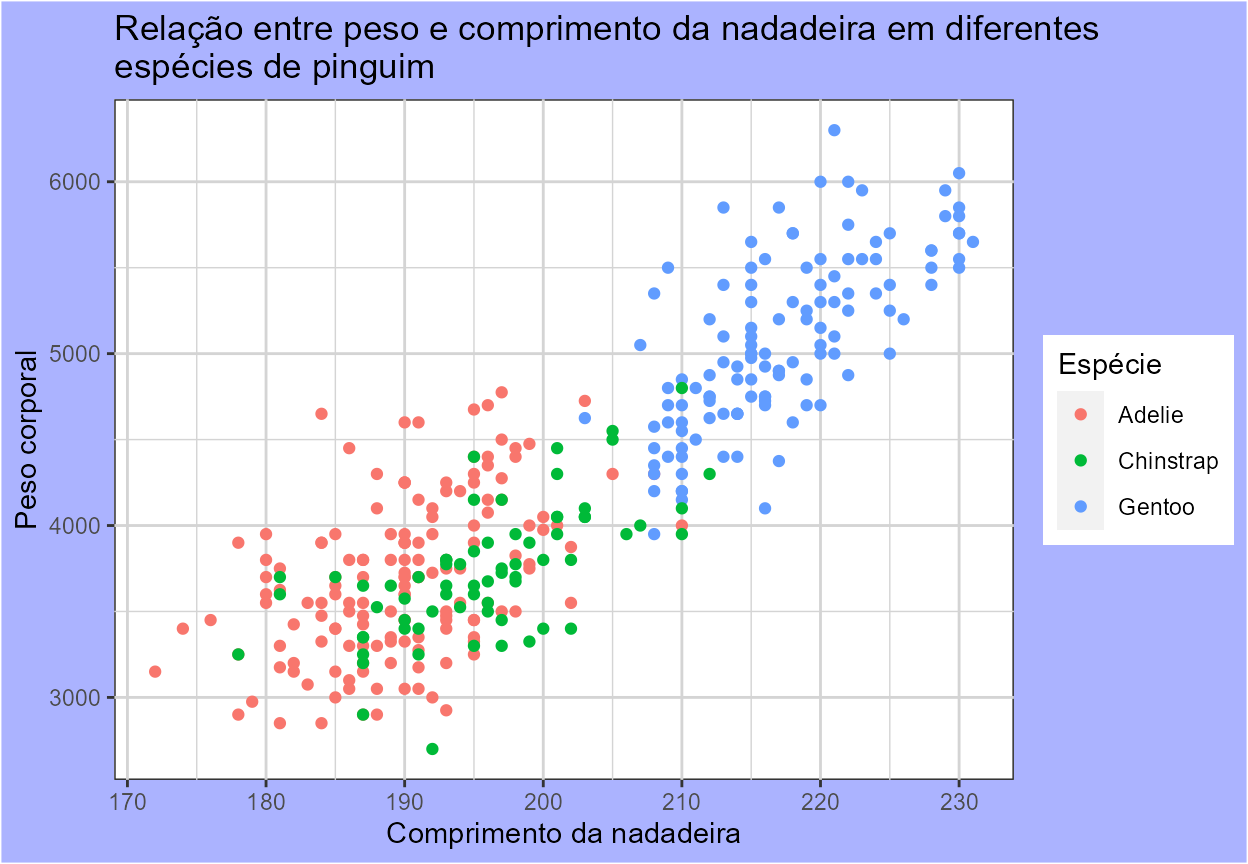 Relação entre peso e comprimento da nadadeira em diferentes
espécies de pinguim
Peso corporal
6000
5000
4000
3000
170 180 190 200 210 220 230
Comprimento da nadadeira
Espécie
Adelie
Chinstrap
Gentoo